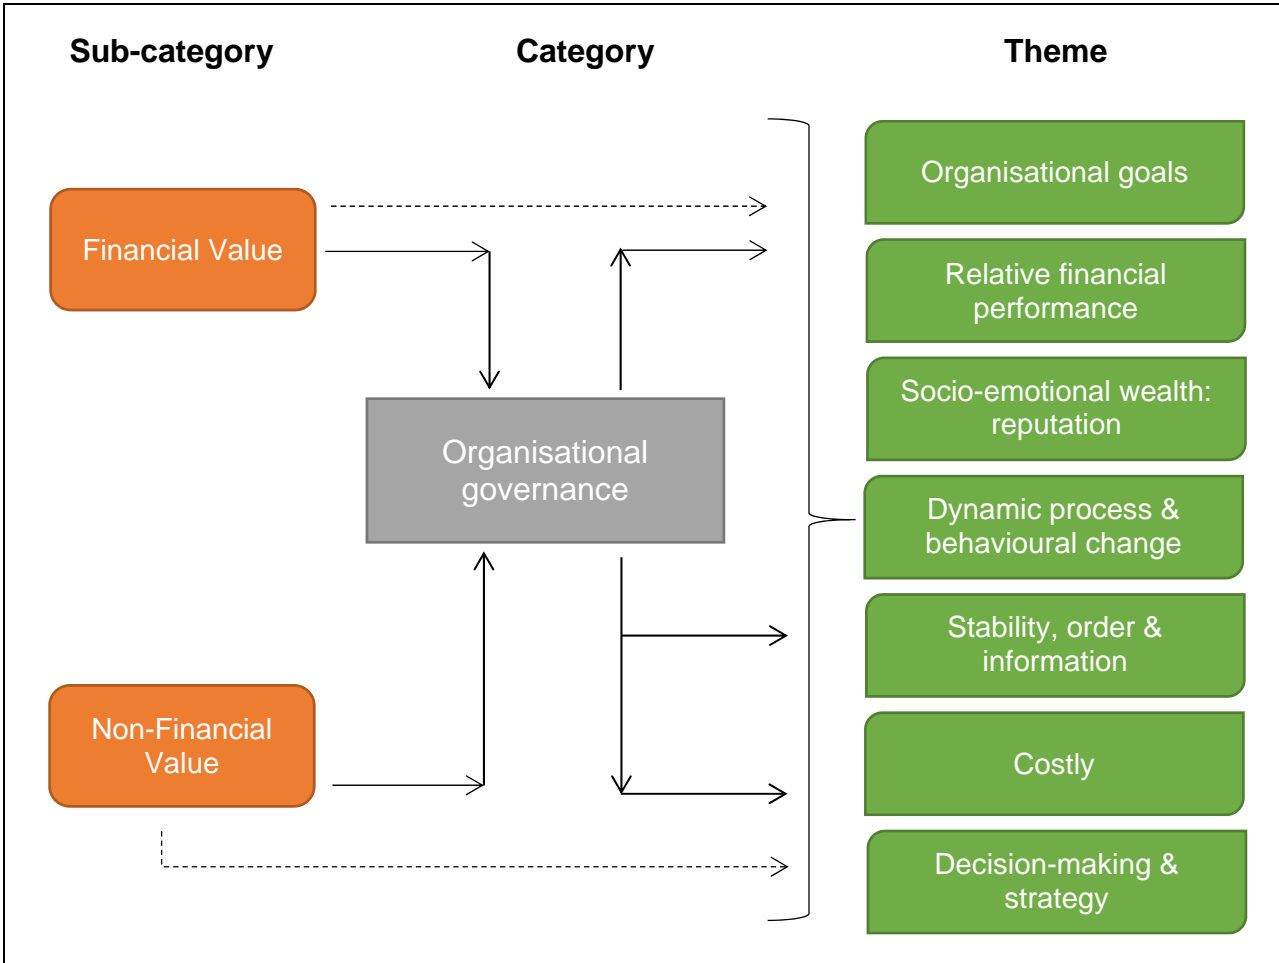 Sub-category
Category
Theme
Financial Value
Non-Financial
Value
Organisational
governance
Organisational goals
Relative financial
performance
Socio-emotional wealth:
reputation
Dynamic process &
behavioural change
Stability, order &
information
Costly
Decision-making &
strategy